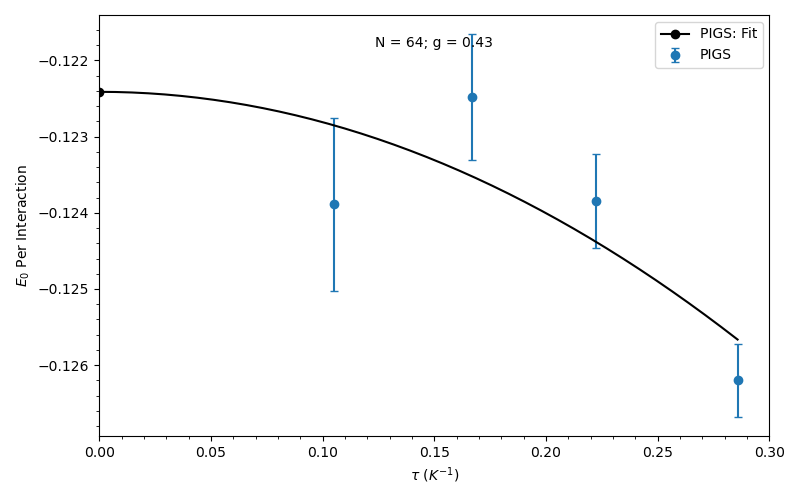 N = 64; g = 0.43
PIGS: Fit
PIGS
−0.122
−0.123
−0.124
−0.125
−0.126
E₀ Per Interaction
0.00 0.05 0.10 0.15 0.20 0.25 0.30
τ (K⁻¹)